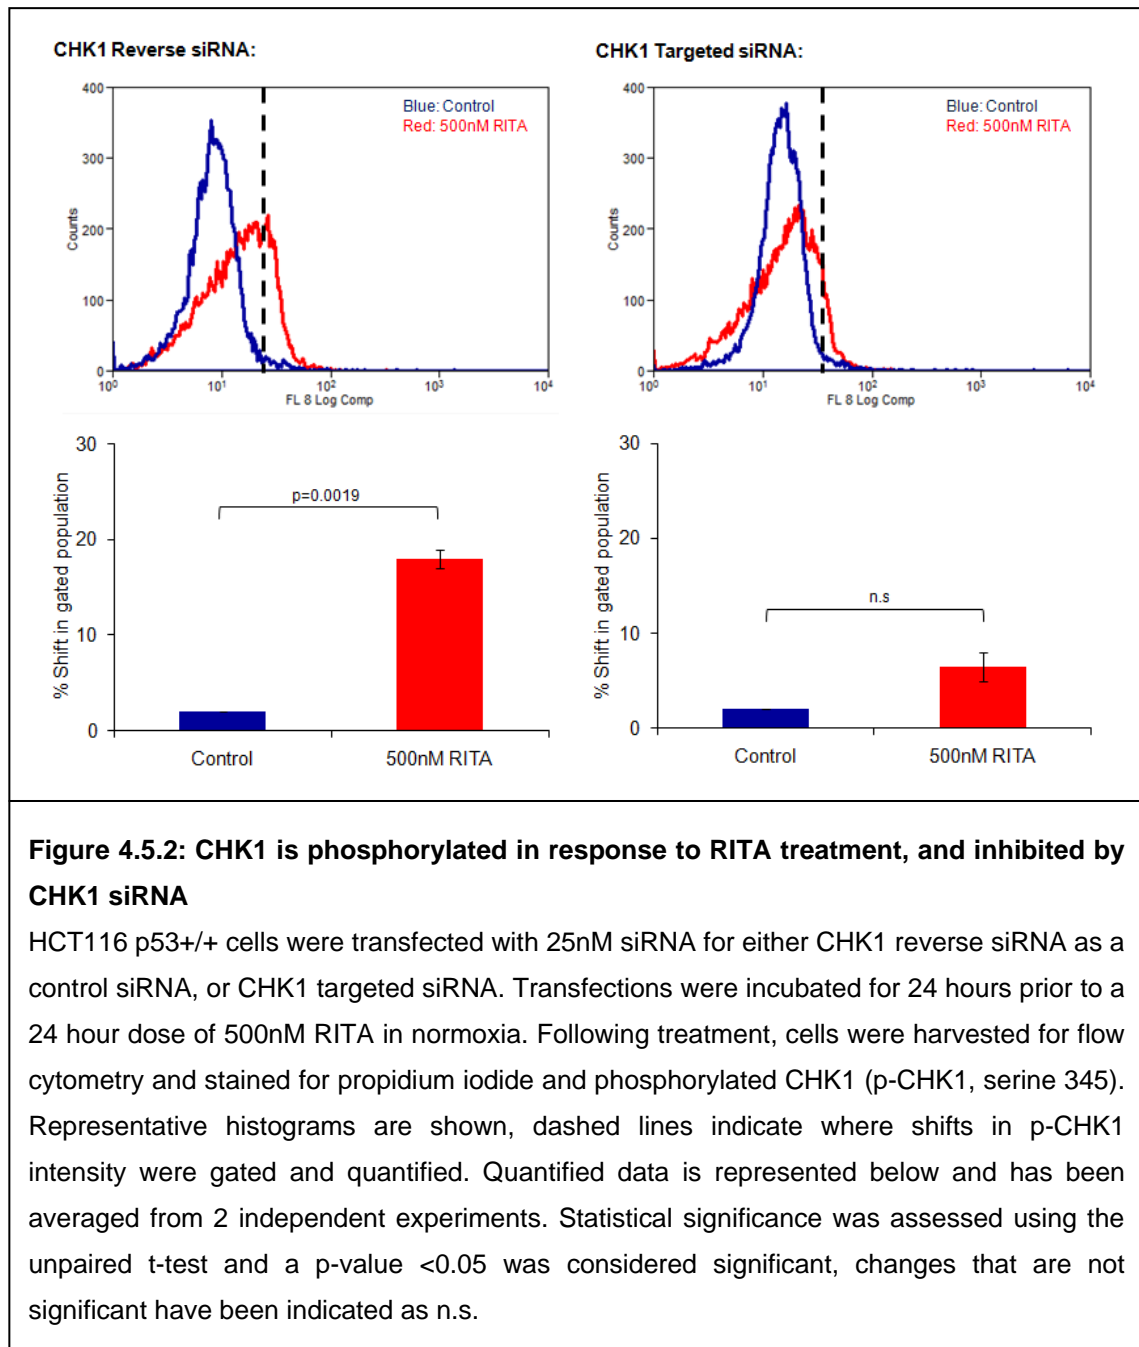 CHK1 Reverse siRNA:
CHK1 Targeted siRNA:
400
300
200
100
0
Counts
Blue: Control
Red: 500nM RITA
10⁰
10¹
10²
10³
10⁴
FL 8 Log Comp
400
300
200
100
0
Counts
Blue: Control
Red: 500nM RITA
10⁰
10¹
10²
10³
10⁴
FL 8 Log Comp
30
20
10
0
% Shift in gated population
p=0.0019
Control
500nM RITA
30
20
10
0
% Shift in gated population
n.s
Control
500nM RITA
Figure 4.5.2: CHK1 is phosphorylated in response to RITA treatment, and inhibited by
CHK1 siRNA
HCT116 p53+/+ cells were transfected with 25nM siRNA for either CHK1 reverse siRNA as a
control siRNA, or CHK1 targeted siRNA. Transfections were incubated for 24 hours prior to a
24 hour dose of 500nM RITA in normoxia. Following treatment, cells were harvested for flow
cytometry and stained for propidium iodide and phosphorylated CHK1 (p-CHK1, serine 345).
Representative histograms are shown, dashed lines indicate where shifts in p-CHK1
intensity were gated and quantified. Quantified data is represented below and has been
averaged from 2 independent experiments. Statistical significance was assessed using the
unpaired t-test and a p-value <0.05 was considered significant, changes that are not
significant have been indicated as n.s.